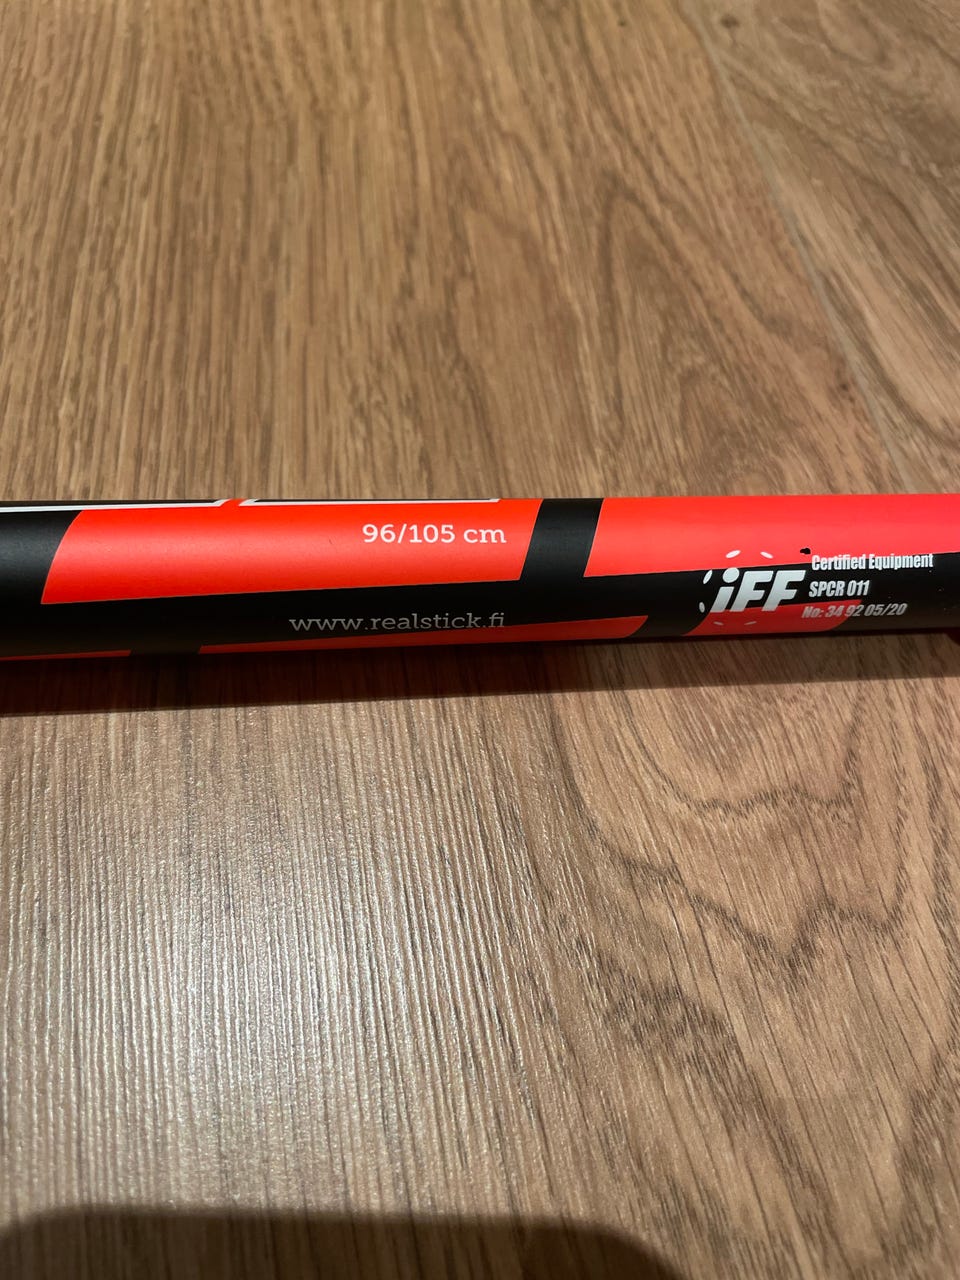 96/105 cm
www.realstick.fi
iFF
Certified Equipment
SPCR 011
No: 34 92 05/20